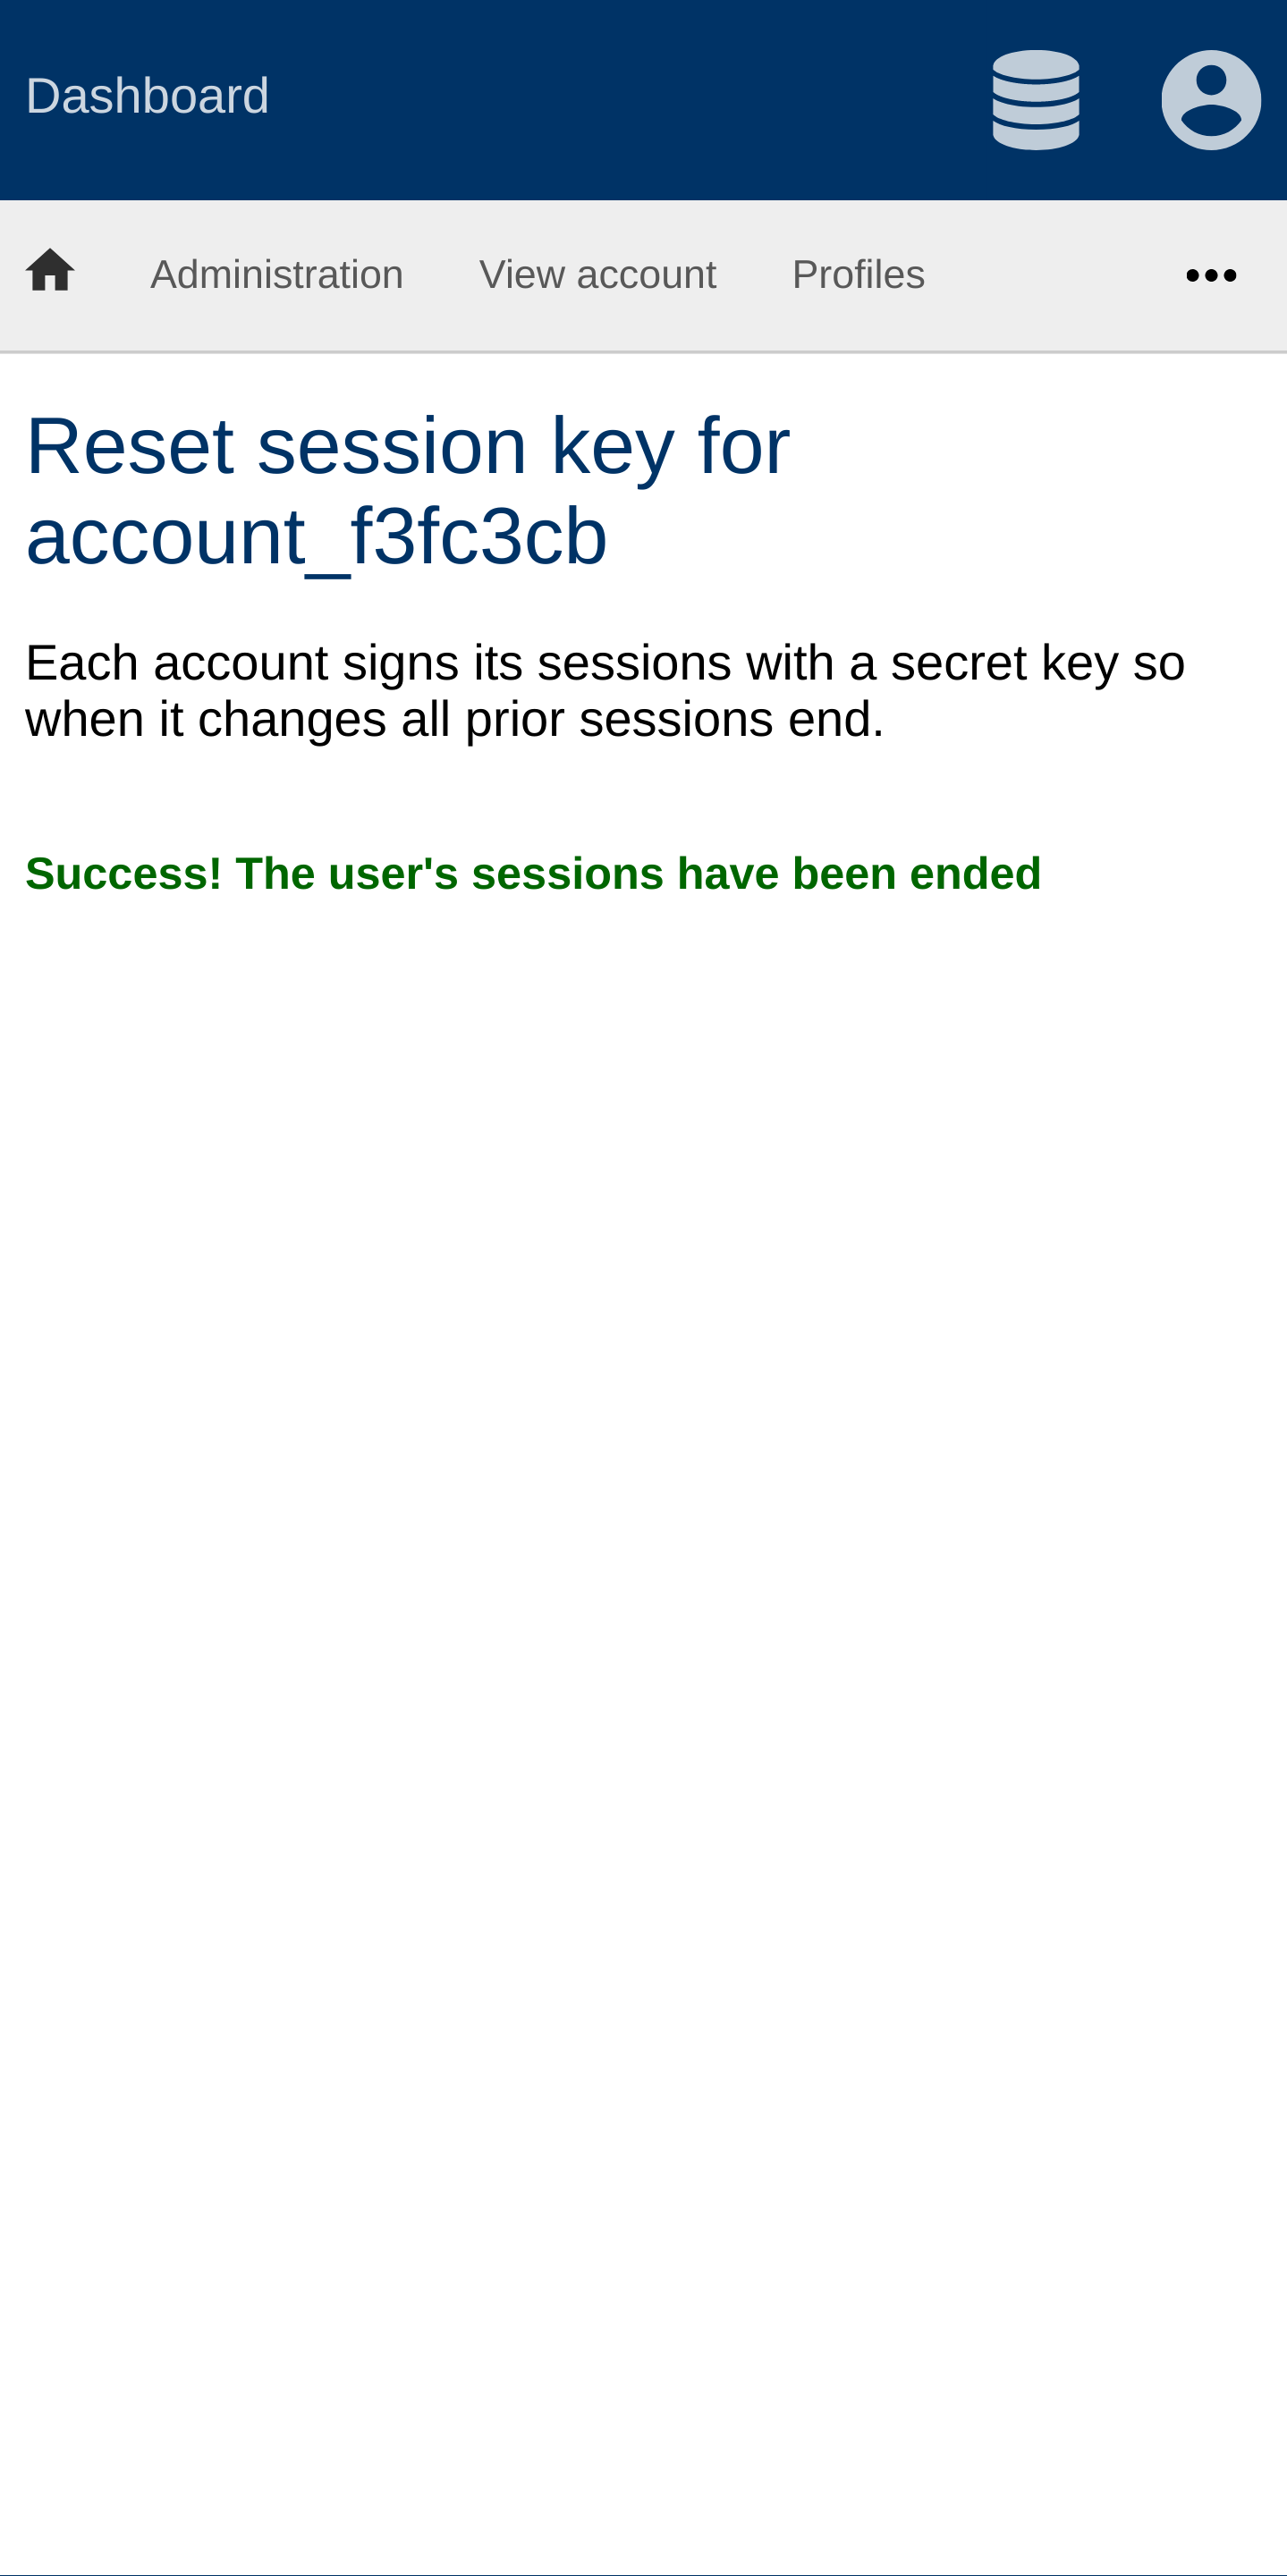 Dashboard
Administration View account Profiles
Reset session key for
account_f3fc3cb
Each account signs its sessions with a secret key so
when it changes all prior sessions end.
Success! The user's sessions have been ended